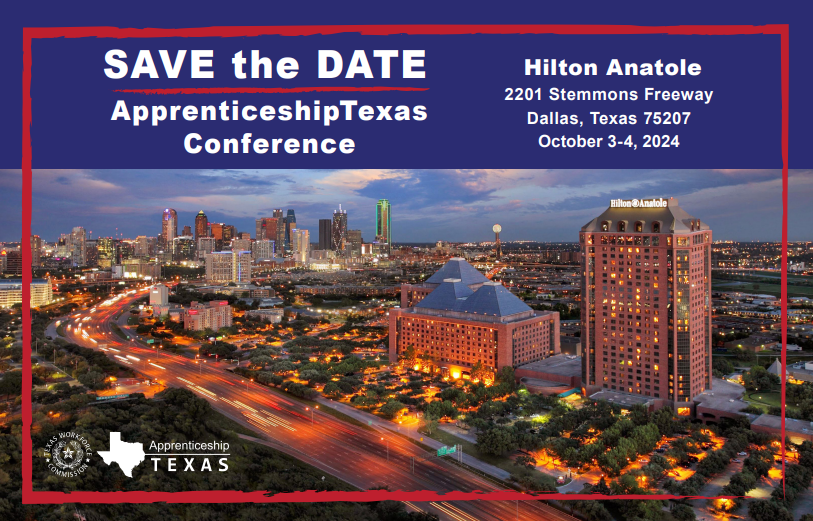 SAVE the DATE
ApprenticeshipTexas
Conference
Hilton Anatole
2201 Stemmons Freeway
Dallas, Texas 75207
October 3-4, 2024
Hilton Anatole
TEXAS WORKFORCE
COMMISSION
Apprenticeship
TEXAS